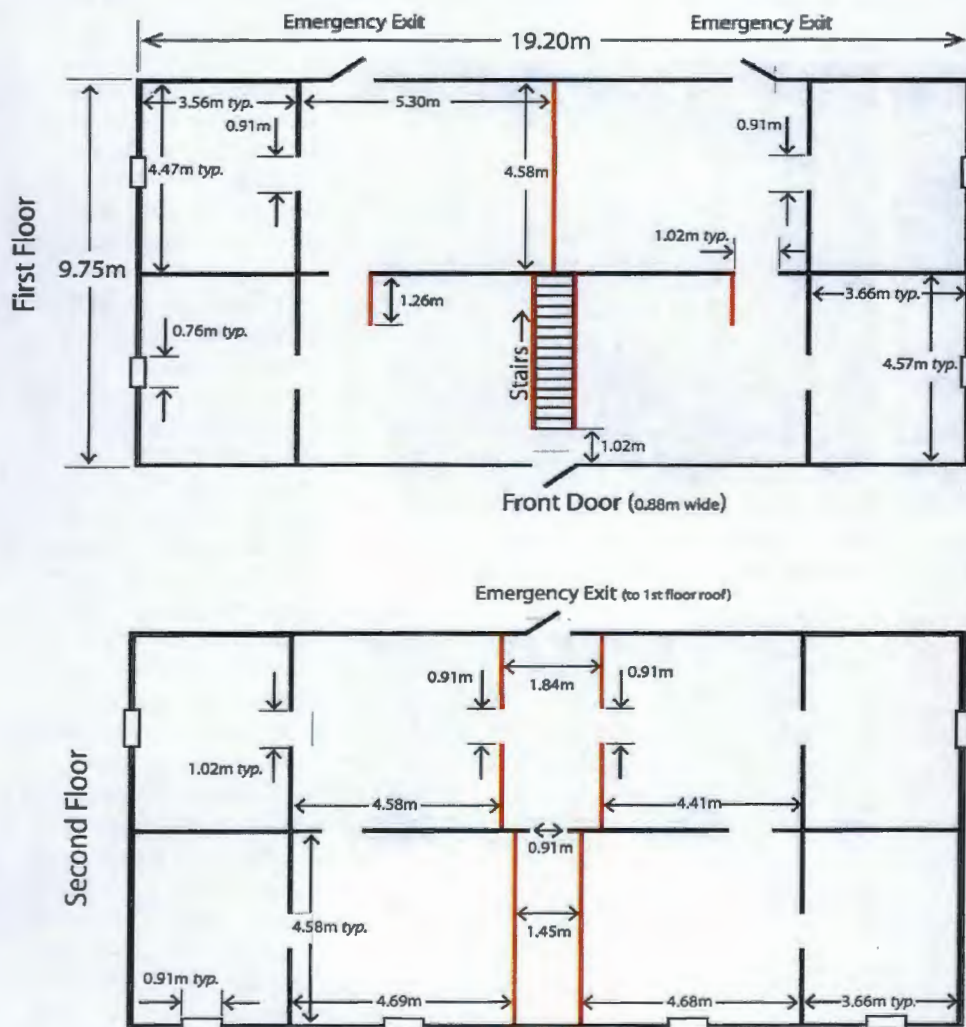 Emergency Exit
Emergency Exit
19.20m
3.56m typ.
5.30m
0.91m
0.91m
4.47m typ.
4.58m
First Floor
1.02m typ.
9.75m
1.26m
3.66m typ.
0.76m typ.
Stairs
4.57m typ.
1.02m
Front Door (0.88m wide)
Emergency Exit (to 1st floor roof)
0.91m
1.84m
0.91m
1.02m typ.
Second Floor
4.58m
4.41m
0.91m
4.58m typ.
1.45m
0.91m typ.
4.69m
4.68m
3.66m typ.